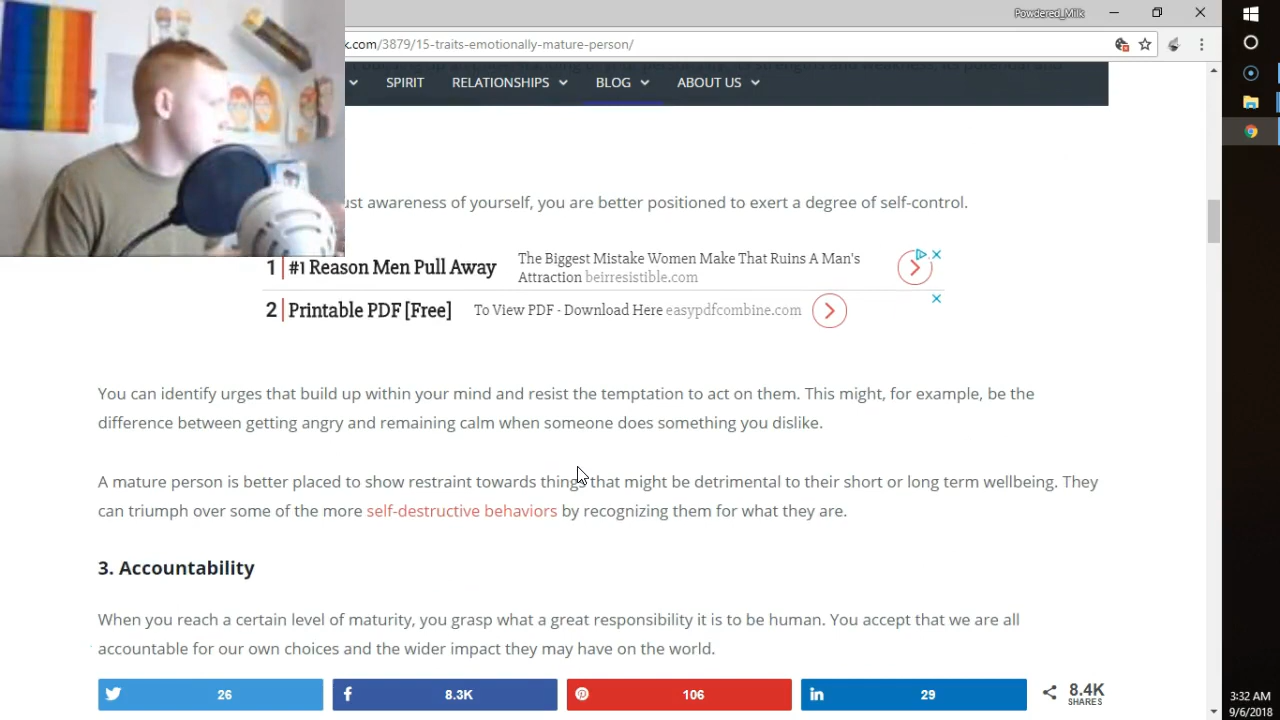 Powdered_Milk
k.com/3879/15-traits-emotionally-mature-person/
SPIRIT RELATIONSHIPS BLOG ABOUT US
ust awareness of yourself, you are better positioned to exert a degree of self-control.
1 #1 Reason Men Pull Away The Biggest Mistake Women Make That Ruins A Man's
Attraction beirresistible.com
2 Printable PDF [Free] To View PDF - Download Here easypdfcombine.com
You can identify urges that build up within your mind and resist the temptation to act on them. This might, for example, be the
difference between getting angry and remaining calm when someone does something you dislike.
A mature person is better placed to show restraint towards things that might be detrimental to their short or long term wellbeing. They
can triumph over some of the more self-destructive behaviors by recognizing them for what they are.
3. Accountability
When you reach a certain level of maturity, you grasp what a great responsibility it is to be human. You accept that we are all
accountable for our own choices and the wider impact they may have on the world.
26 8.3K 106 29 8.4K
SHARES
3:32 AM
9/6/2018